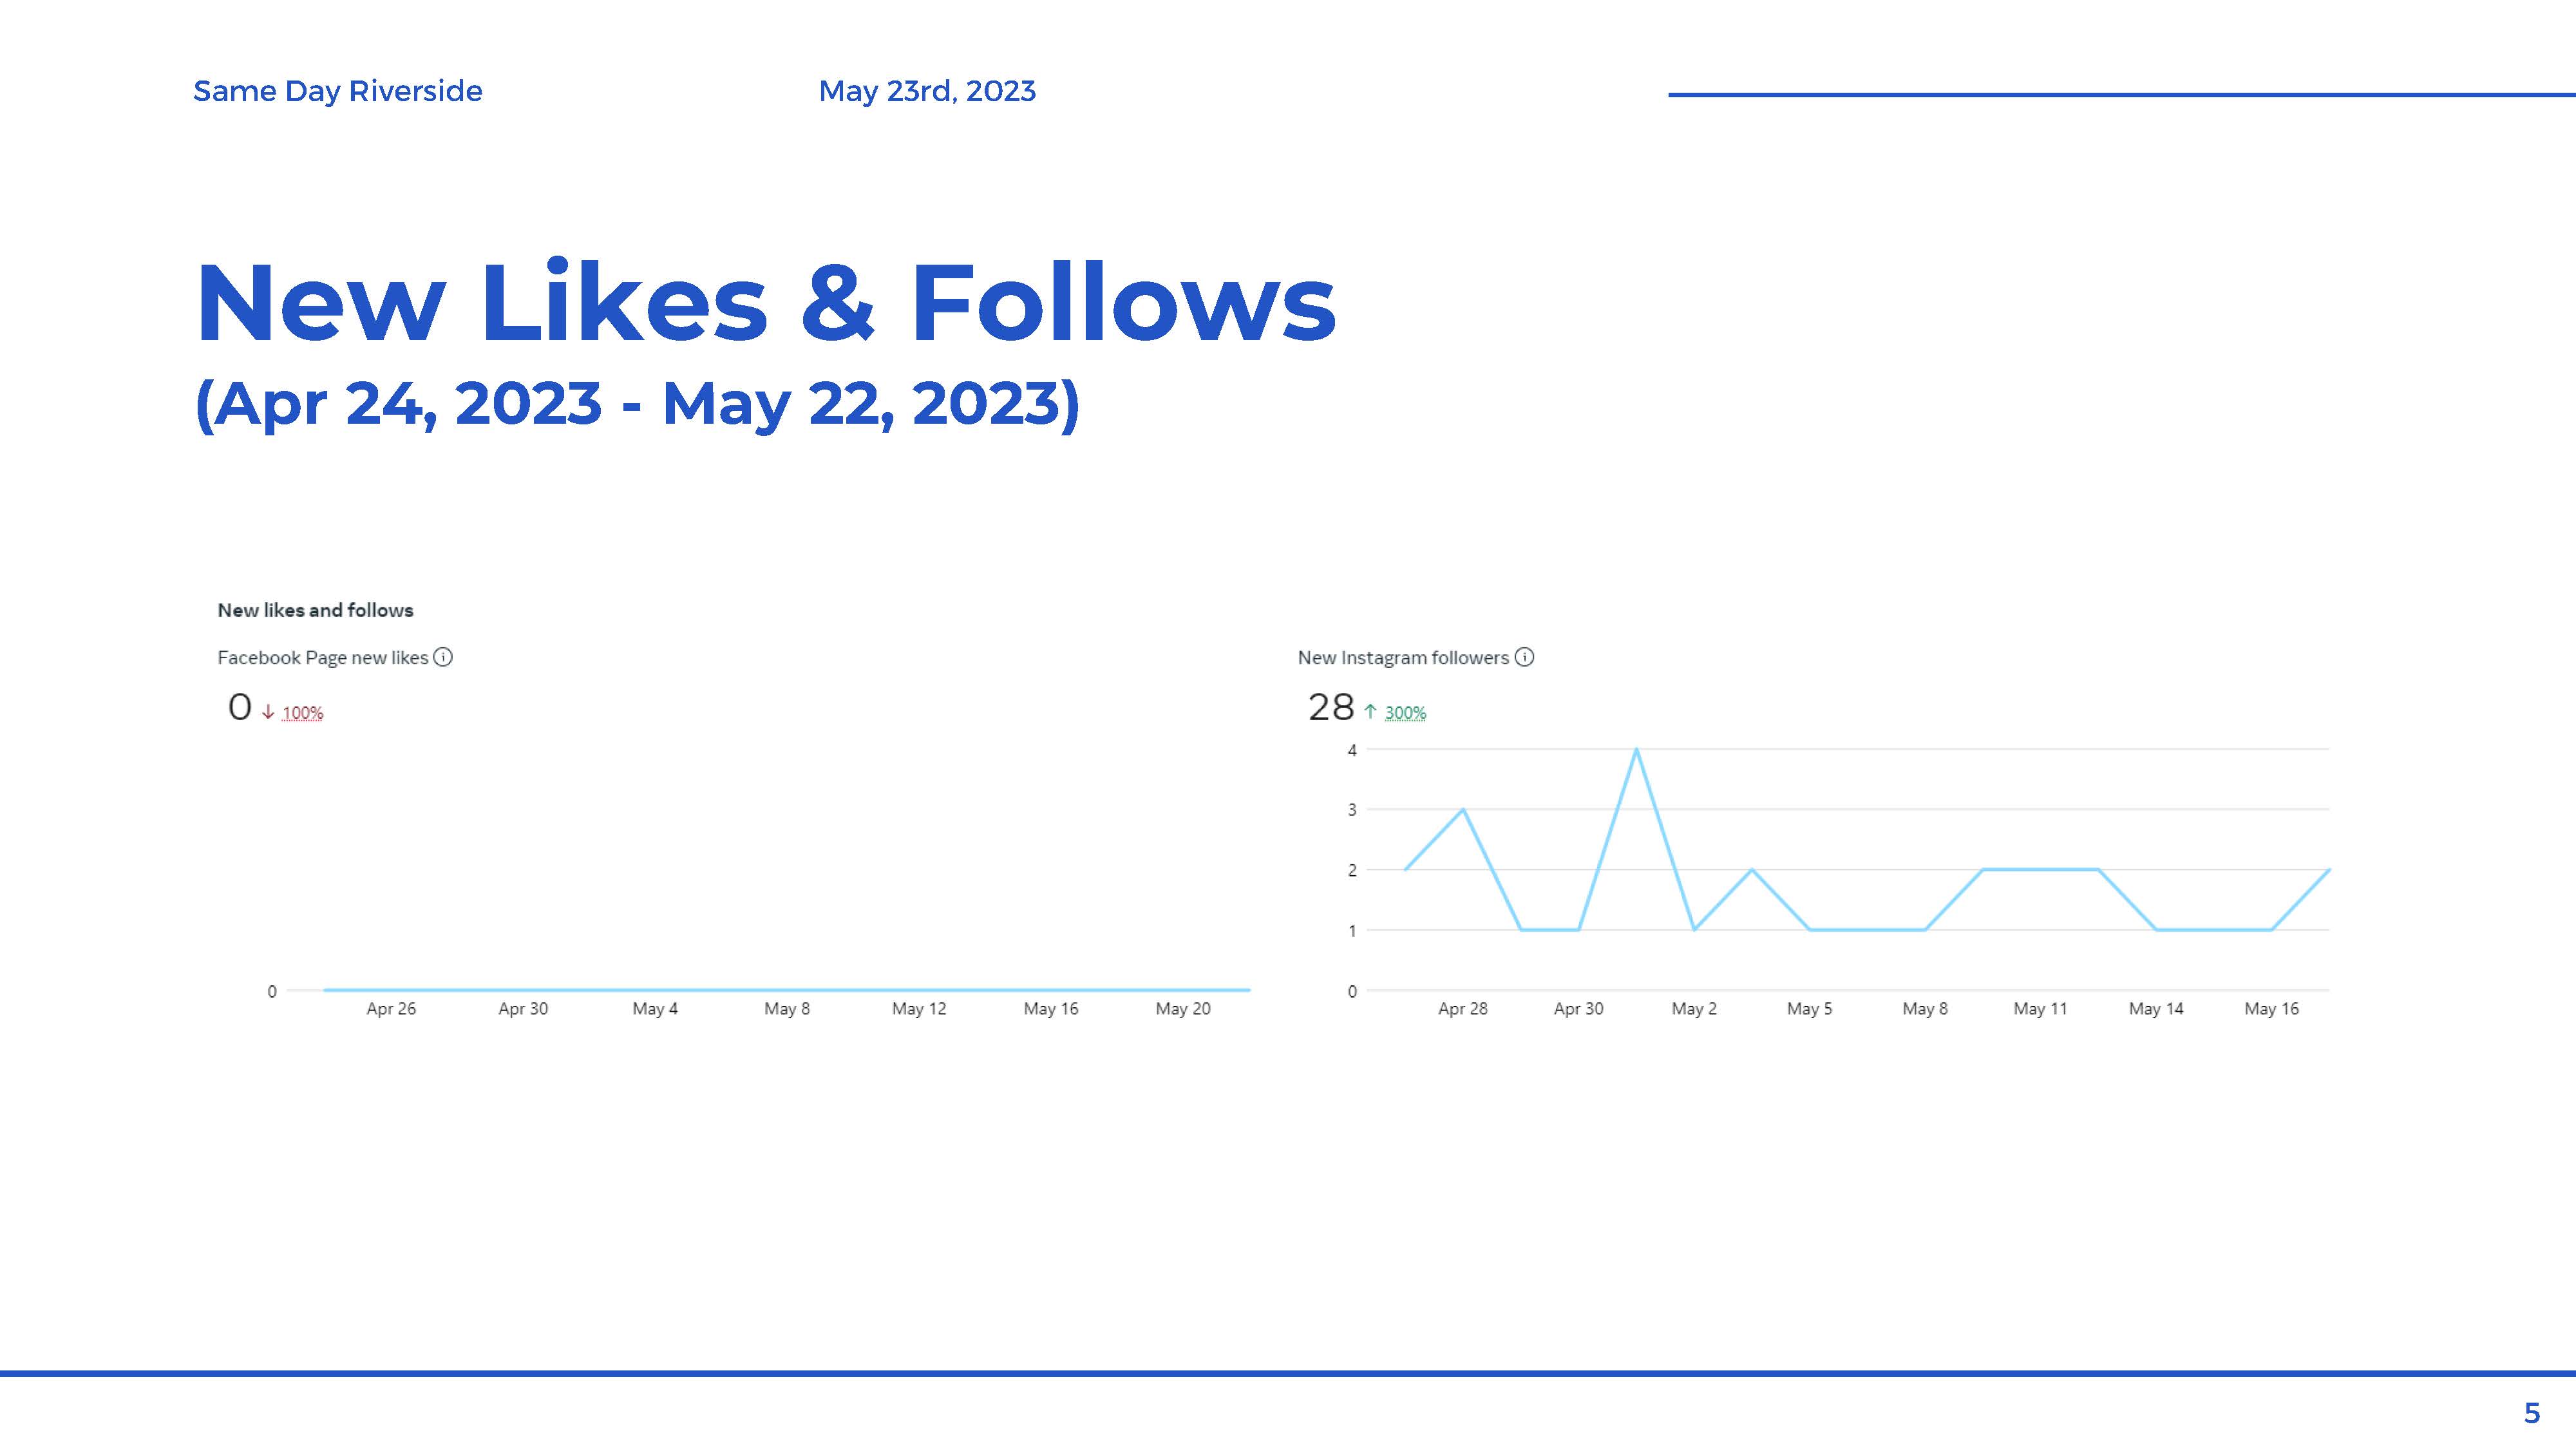 Same Day Riverside
May 23rd, 2023
New Likes & Follows
(Apr 24, 2023 - May 22, 2023)
New likes and follows
Facebook Page new likes
0 ↓ 100%
0
Apr 26 Apr 30 May 4 May 8 May 12 May 16 May 20
New Instagram followers
28 ↑ 300%
4
3
2
1
0
Apr 28 Apr 30 May 2 May 5 May 8 May 11 May 14 May 16
5